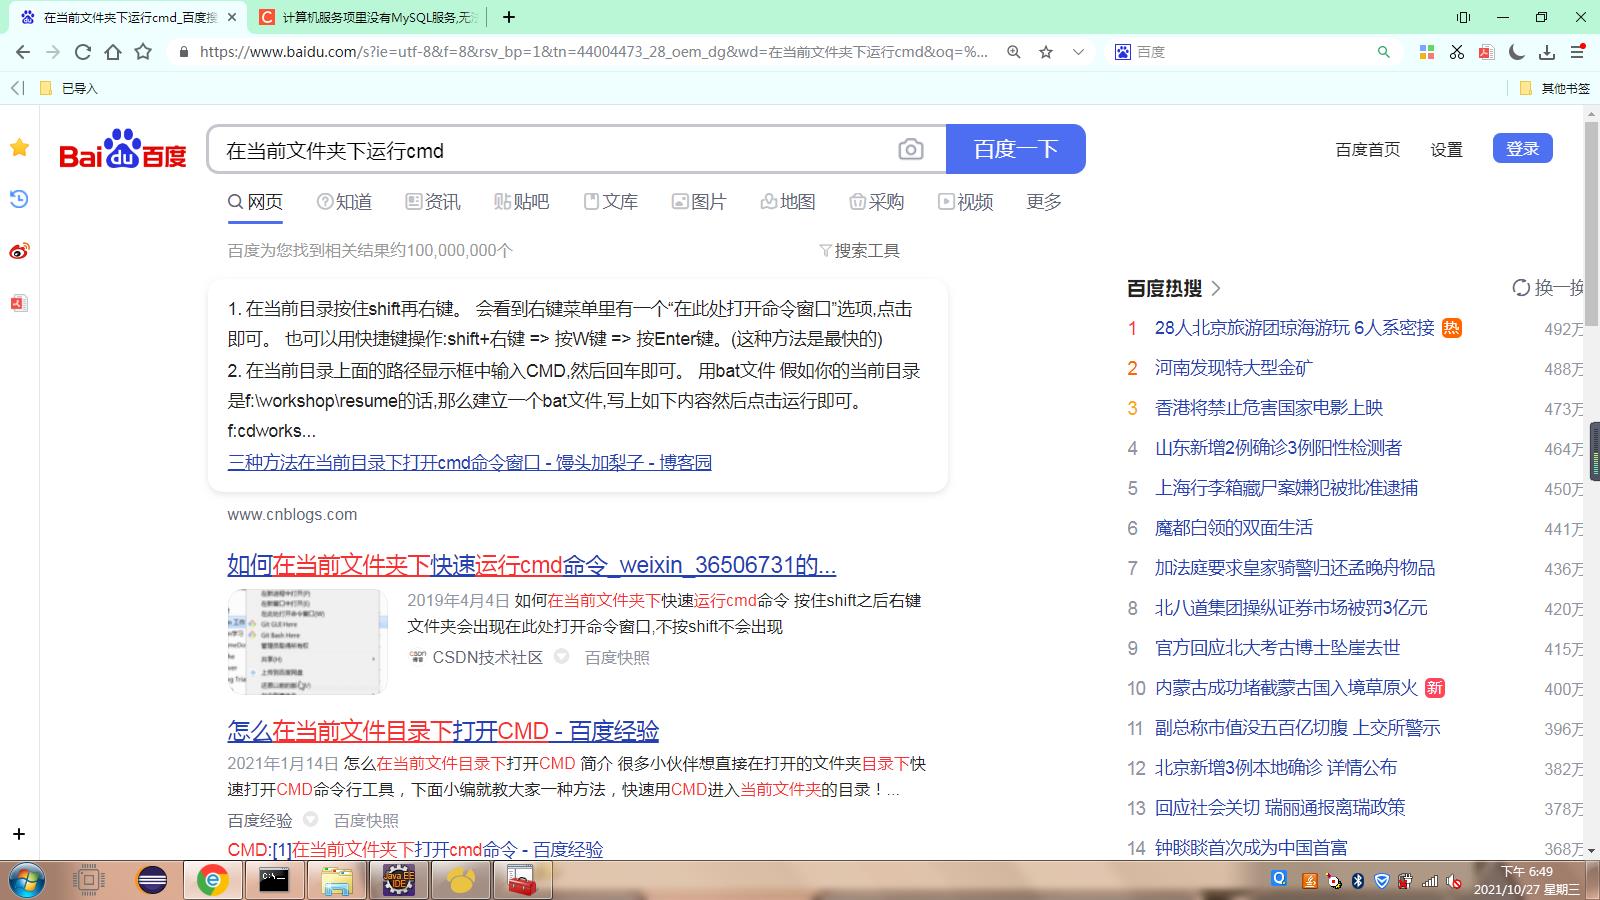 在当前文件夹下运行cmd_百度搜
计算机服务项里没有MySQL服务,无法
https://www.baidu.com/s?ie=utf-8&f=8&rsv_bp=1&tn=44004473_28_oem_dg&wd=在当前文件夹下运行cmd&oq=%...
百度
已导入
其他书签
Bai du 百度
在当前文件夹下运行cmd
百度一下
百度首页
设置
登录
网页
知道
资讯
贴吧
文库
图片
地图
采购
视频
更多
百度为您找到相关结果约100,000,000个
搜索工具
1. 在当前目录按住shift再右键。 会看到右键菜单里有一个“在此处打开命令窗口”选项,点击
即可。 也可以用快捷键操作:shift+右键 => 按W键 => 按Enter键。(这种方法是最快的)
2. 在当前目录上面的路径显示框中输入CMD,然后回车即可。 用bat文件 假如你的当前目录
是f:\workshop\resume的话,那么建立一个bat文件,写上如下内容然后点击运行即可。
f:cdworks...
三种方法在当前目录下打开cmd命令窗口 - 馒头加梨子 - 博客园
www.cnblogs.com
如何在当前文件夹下快速运行cmd命令_weixin_36506731的...
2019年4月4日 如何在当前文件夹下快速运行cmd命令 按住shift之后右键
文件夹会出现在此处打开命令窗口,不按shift不会出现
CSDN技术社区
百度快照
怎么在当前文件目录下打开CMD - 百度经验
2021年1月14日 怎么在当前文件目录下打开CMD 简介 很多小伙伴想直接在打开的文件夹目录下快
速打开CMD命令行工具，下面小编就教大家一种方法，快速用CMD进入当前文件夹的目录！...
百度经验
百度快照
CMD:[1]在当前文件夹下打开cmd命令 - 百度经验
百度热搜
换一换
1 28人北京旅游团琼海游玩 6人系密接 热 492万
2 河南发现特大型金矿 488万
3 香港将禁止危害国家电影上映 473万
4 山东新增2例确诊3例阳性检测者 464万
5 上海行李箱藏尸案嫌犯被批准逮捕 450万
6 魔都白领的双面生活 441万
7 加法庭要求皇家骑警归还孟晚舟物品 436万
8 北八道集团操纵证券市场被罚3亿元 420万
9 官方回应北大考古博士坠崖去世 415万
10 内蒙古成功堵截蒙古国入境草原火 新 400万
11 副总称市值没五百亿切腹 上交所警示 396万
12 北京新增3例本地确诊 详情公布 382万
13 回应社会关切 瑞丽通报离瑞政策 378万
14 钟睒睒首次成为中国首富 368万
Java EE
IDE
下午 6:49
2021/10/27 星期三